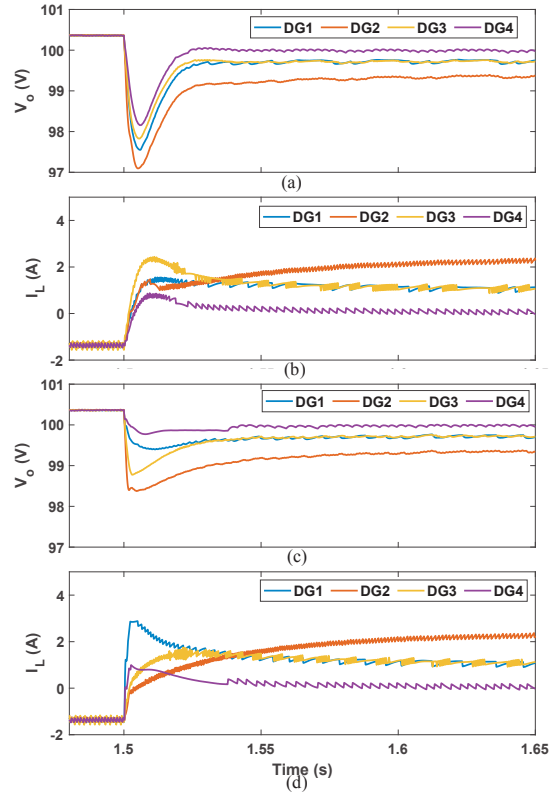 DG1 DG2 DG3 DG4
101
100
99
98
97
V_o (V)
(a)
DG1 DG2 DG3 DG4
4
2
0
-2
I_L (A)
(b)
DG1 DG2 DG3 DG4
101
100
99
98
97
V_o (V)
(c)
DG1 DG2 DG3 DG4
4
2
0
-2
I_L (A)
1.5 1.55 1.6 1.65
Time (s)
(d)